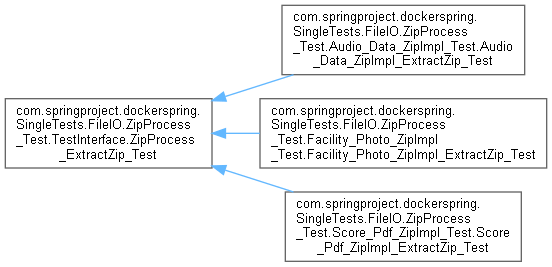 com.springproject.dockerspring.
SingleTests.FileIO.ZipProcess
_Test.Audio_Data_ZipImpl_Test.Audio
_Data_ZipImpl_ExtractZip_Test
com.springproject.dockerspring.
SingleTests.FileIO.ZipProcess
_Test.TestInterface.ZipProcess
_ExtractZip_Test
com.springproject.dockerspring.
SingleTests.FileIO.ZipProcess
_Test.Facility_Photo_ZipImpl
_Test.Facility_Photo_ZipImpl_ExtractZip_Test
com.springproject.dockerspring.
SingleTests.FileIO.ZipProcess
_Test.Score_Pdf_ZipImpl_Test.Score
_Pdf_ZipImpl_ExtractZip_Test